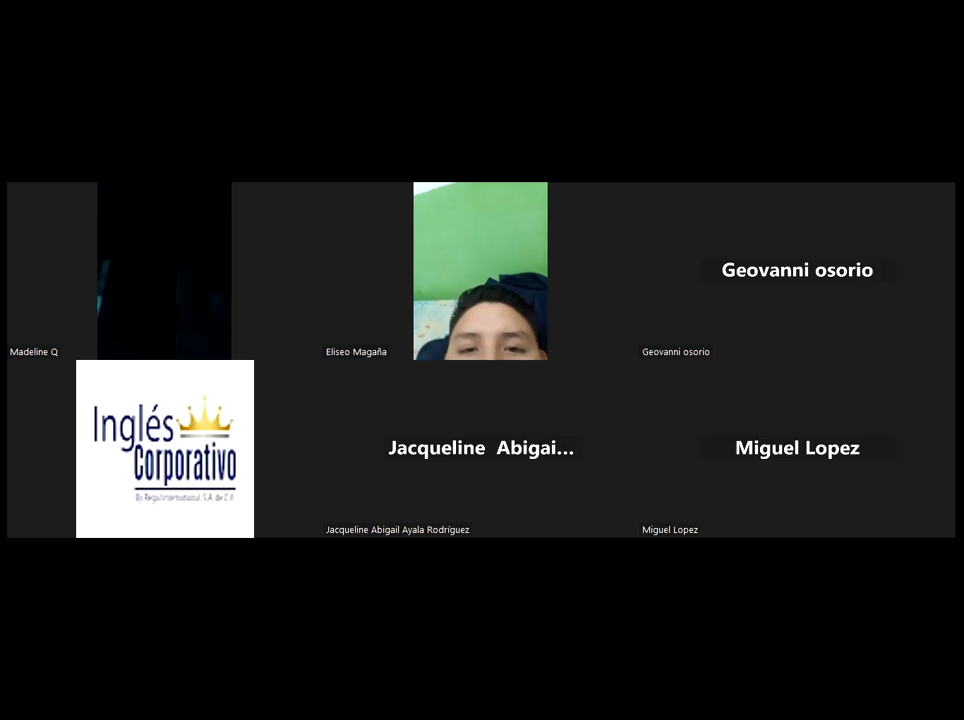 Geovanni osorio
Madeline Q
Eliseo Magaña
Geovanni osorio
Inglés
Corporativo
Jacqueline Abigai...
Miguel Lopez
Jacqueline Abigail Ayala Rodríguez
Miguel Lopez